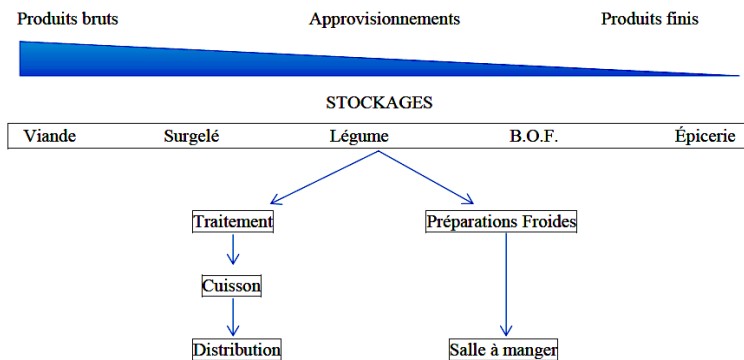 Produits bruts Approvisionnements Produits finis
STOCKAGES
Viande Surgelé Légume B.O.F. Épicerie
Traitement Préparations Froides
Cuisson
Distribution Salle à manger